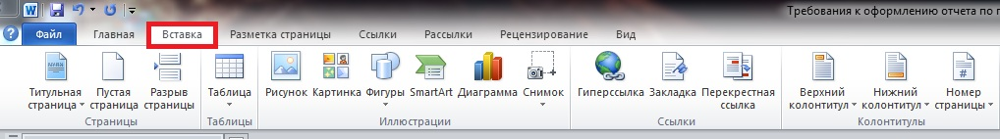 W
Требования к оформлению отчета по п
Файл Главная Вставка Разметка страницы Ссылки Рассылки Рецензирование Вид
Титульная Пустая Разрыв Таблица Рисунок Картинка Фигуры SmartArt Диаграмма Снимок Гиперссылка Закладка Перекрестная Верхний Нижний Номер
страница страница страницы ссылка колонтитул колонтитул страницы
Страницы Таблицы Иллюстрации Ссылки Колонтитулы